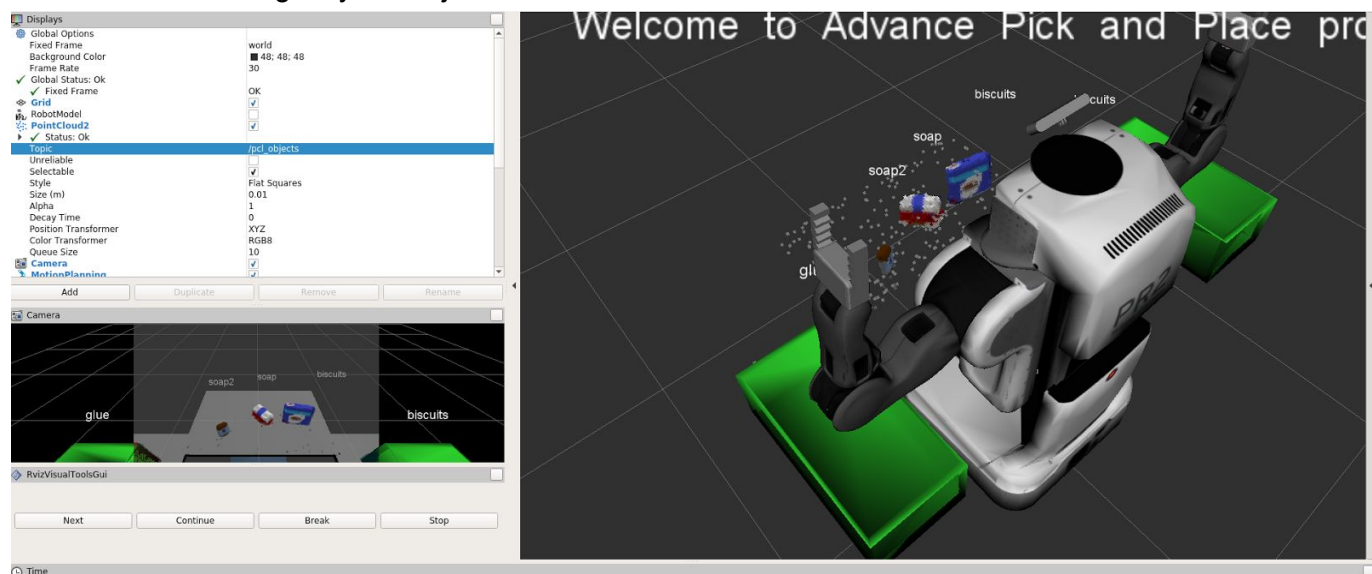 Displays
Global Options
Fixed Frame world
Background Color 48; 48; 48
Frame Rate 30
Global Status: Ok
Fixed Frame OK
Grid
RobotModel
PointCloud2
Status: Ok
Topic /pcl_objects
Unreliable
Selectable
Style Flat Squares
Size (m) 0.01
Alpha 1
Decay Time 0
Position Transformer XYZ
Color Transformer RGB8
Queue Size 10
Camera
MotionPlanning
Add Duplicate Remove Rename
Camera
soap2 soap biscuits
glue biscuits
RvizVisualToolsGui
Next Continue Break Stop
Time
Welcome to Advance Pick and Place pro
biscuits
cuits
soap
soap2
PR2